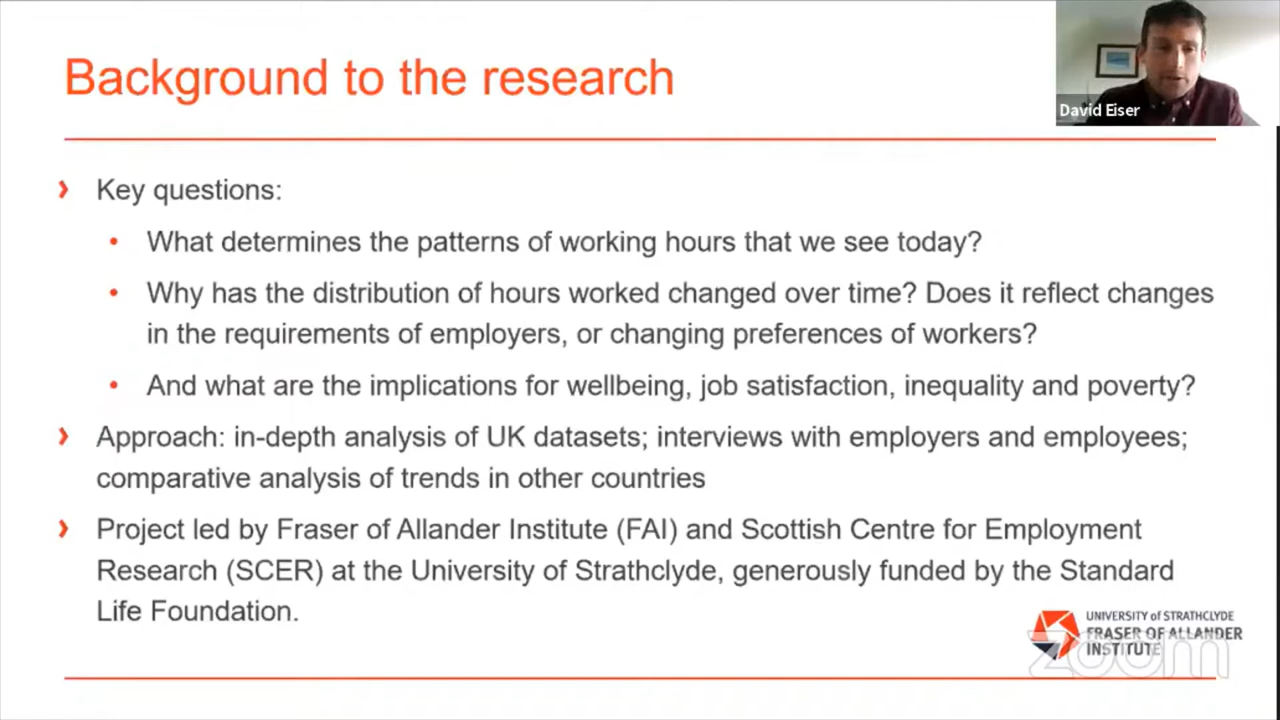 Background to the research
David Eiser
Key questions:
What determines the patterns of working hours that we see today?
Why has the distribution of hours worked changed over time? Does it reflect changes
in the requirements of employers, or changing preferences of workers?
And what are the implications for wellbeing, job satisfaction, inequality and poverty?
Approach: in-depth analysis of UK datasets; interviews with employers and employees;
comparative analysis of trends in other countries
Project led by Fraser of Allander Institute (FAI) and Scottish Centre for Employment
Research (SCER) at the University of Strathclyde, generously funded by the Standard
Life Foundation.
UNIVERSITY of STRATHCLYDE
FRASER OF ALLANDER
INSTITUTE
zoom